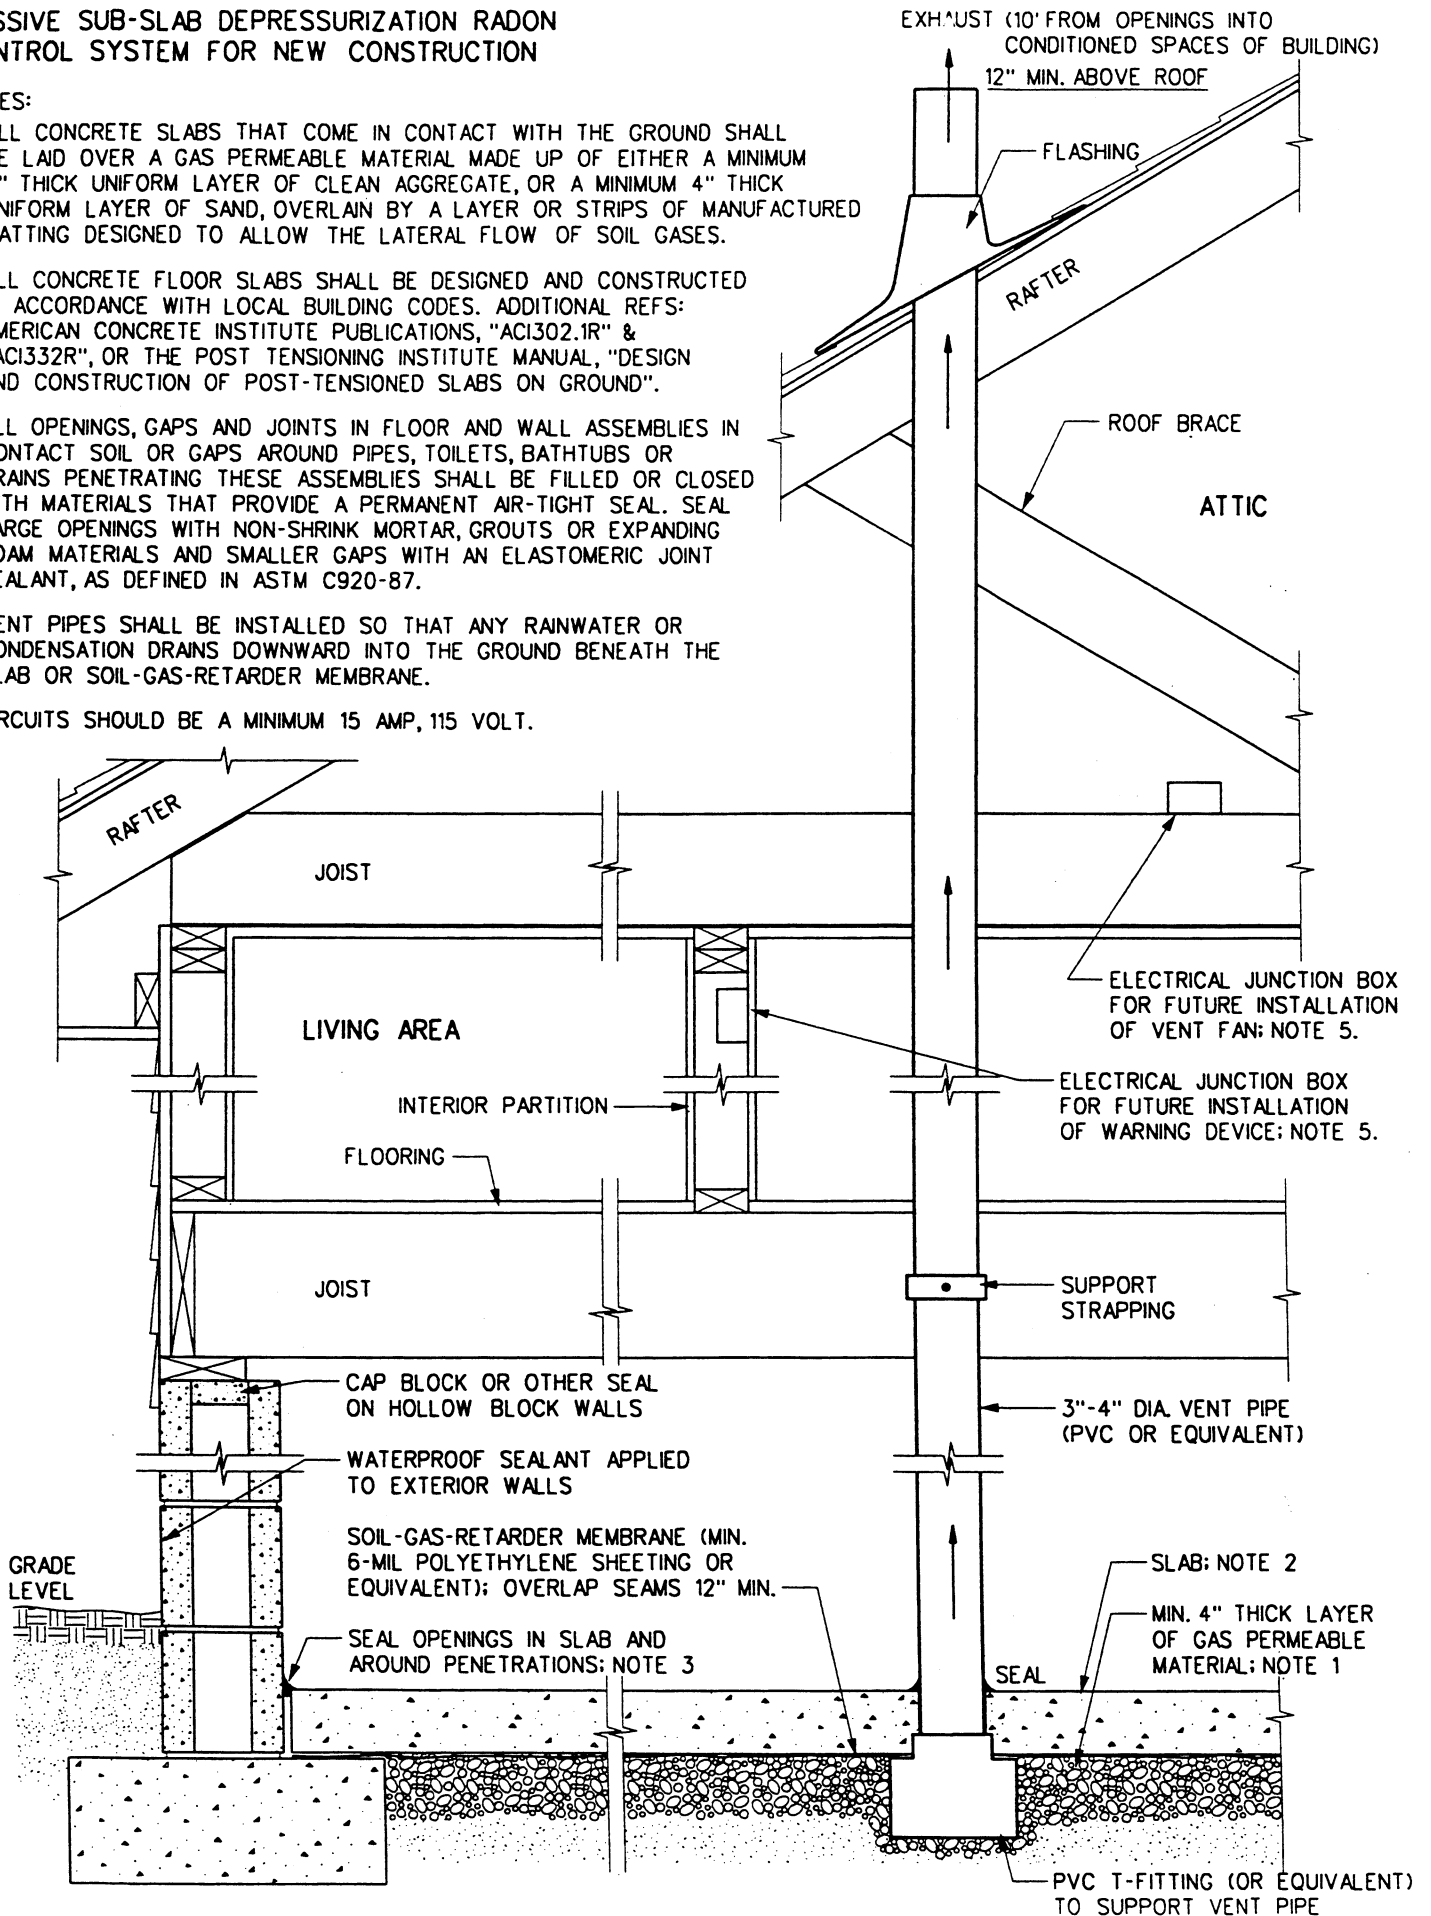 SSIVE SUB-SLAB DEPRESSURIZATION RADON
NTROL SYSTEM FOR NEW CONSTRUCTION
ES:
LL CONCRETE SLABS THAT COME IN CONTACT WITH THE GROUND SHALL
E LAID OVER A GAS PERMEABLE MATERIAL MADE UP OF EITHER A MINIMUM
" THICK UNIFORM LAYER OF CLEAN AGGREGATE, OR A MINIMUM 4" THICK
NIFORM LAYER OF SAND, OVERLAIN BY A LAYER OR STRIPS OF MANUFACTURED
ATTING DESIGNED TO ALLOW THE LATERAL FLOW OF SOIL GASES.
LL CONCRETE FLOOR SLABS SHALL BE DESIGNED AND CONSTRUCTED
ACCORDANCE WITH LOCAL BUILDING CODES. ADDITIONAL REFS:
MERICAN CONCRETE INSTITUTE PUBLICATIONS, "ACI302.1R" &
ACI332R", OR THE POST TENSIONING INSTITUTE MANUAL, "DESIGN
ND CONSTRUCTION OF POST-TENSIONED SLABS ON GROUND".
LL OPENINGS, GAPS AND JOINTS IN FLOOR AND WALL ASSEMBLIES IN
ONTACT SOIL OR GAPS AROUND PIPES, TOILETS, BATHTUBS OR
RAINS PENETRATING THESE ASSEMBLIES SHALL BE FILLED OR CLOSED
TH MATERIALS THAT PROVIDE A PERMANENT AIR-TIGHT SEAL. SEAL
ARGE OPENINGS WITH NON-SHRINK MORTAR, GROUTS OR EXPANDING
OAM MATERIALS AND SMALLER GAPS WITH AN ELASTOMERIC JOINT
EALANT, AS DEFINED IN ASTM C920-87.
ENT PIPES SHALL BE INSTALLED SO THAT ANY RAINWATER OR
ONDENSATION DRAINS DOWNWARD INTO THE GROUND BENEATH THE
LAB OR SOIL-GAS-RETARDER MEMBRANE.
RCUITS SHOULD BE A MINIMUM 15 AMP, 115 VOLT.
EXHAUST (10' FROM OPENINGS INTO
CONDITIONED SPACES OF BUILDING)
12" MIN. ABOVE ROOF
FLASHING
RAFTER
ROOF BRACE
ATTIC
RAFTER
JOIST
ELECTRICAL JUNCTION BOX
FOR FUTURE INSTALLATION
OF VENT FAN; NOTE 5.
LIVING AREA
ELECTRICAL JUNCTION BOX
FOR FUTURE INSTALLATION
OF WARNING DEVICE; NOTE 5.
INTERIOR PARTITION
FLOORING
JOIST
SUPPORT
STRAPPING
CAP BLOCK OR OTHER SEAL
ON HOLLOW BLOCK WALLS
3"-4" DIA. VENT PIPE
(PVC OR EQUIVALENT)
WATERPROOF SEALANT APPLIED
TO EXTERIOR WALLS
SOIL-GAS-RETARDER MEMBRANE (MIN.
6-MIL POLYETHYLENE SHEETING OR
EQUIVALENT); OVERLAP SEAMS 12" MIN.
GRADE
LEVEL
SLAB; NOTE 2
MIN. 4" THICK LAYER
OF GAS PERMEABLE
MATERIAL; NOTE 1
SEAL OPENINGS IN SLAB AND
AROUND PENETRATIONS; NOTE 3
SEAL
PVC T-FITTING (OR EQUIVALENT)
TO SUPPORT VENT PIPE